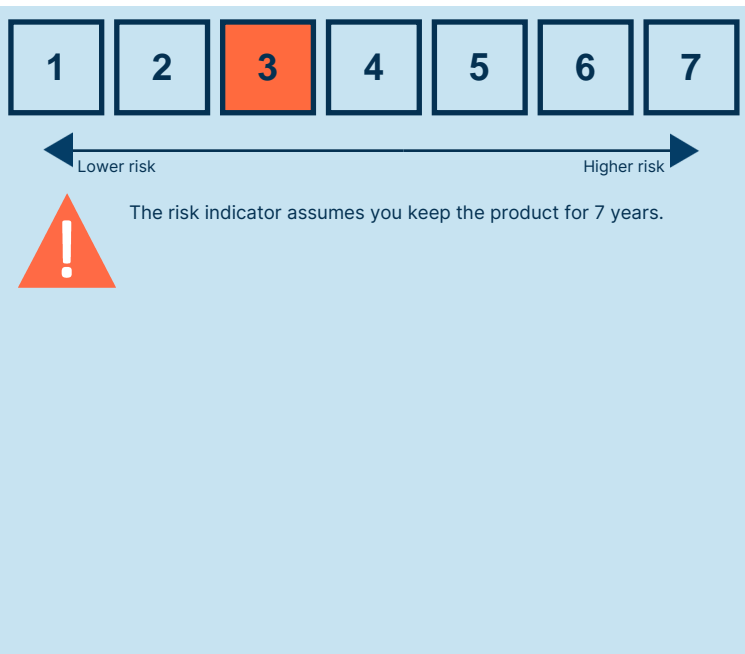 1 2 3 4 5 6 7
Lower risk Higher risk
The risk indicator assumes you keep the product for 7 years.
!